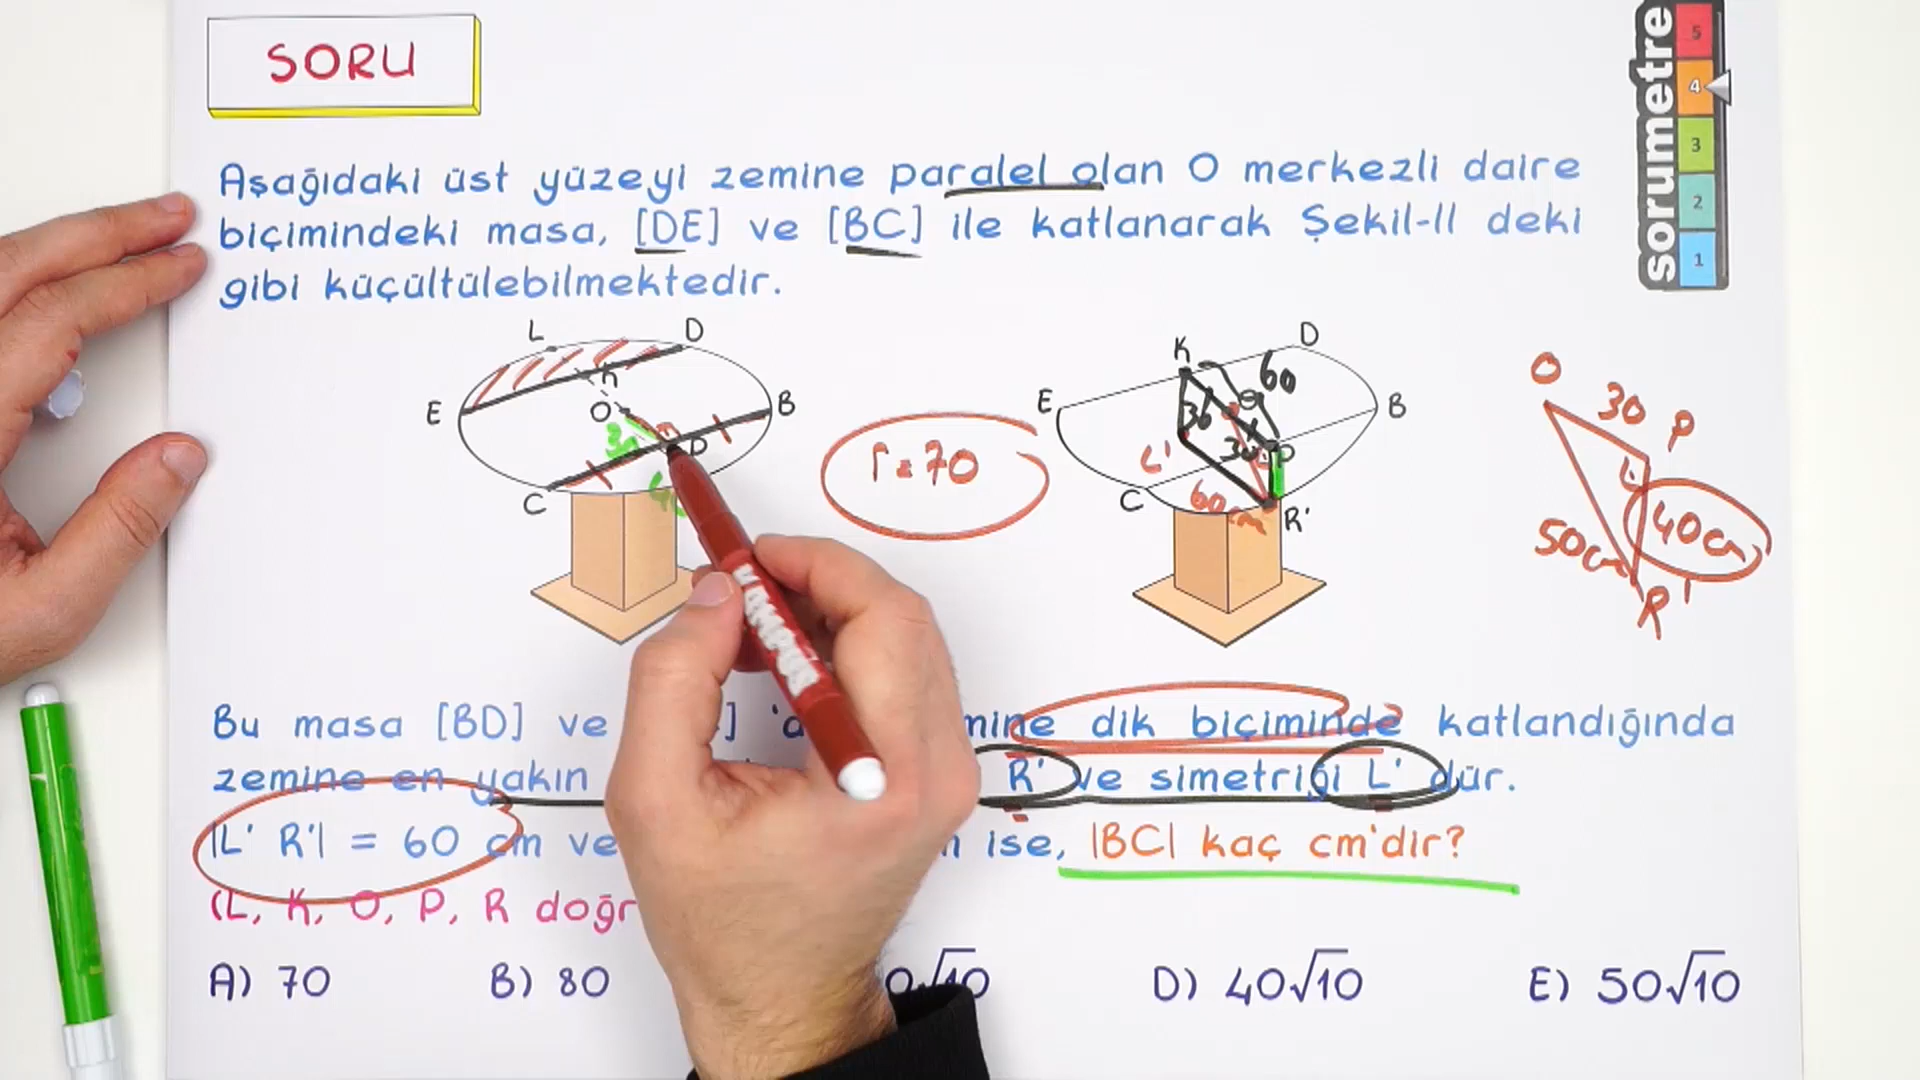 SORU
sorumetre
5
4
3
2
1
Aşağıdaki üst yüzeyi zemine paralel olan O merkezli daire
biçimindeki masa, [DE] ve [BC] ile katlanarak Şekil-II deki
gibi küçültülebilmektedir.
L D
K
E O B
30 P
C
r = 70
K D
60
E B
30
L' P
C 60cm R'
O
30 P
50cm 40cm
R'
Bu masa [BD] ve dik biçiminde katlandığında
zemine en yakın R' ve simetriği L' dür.
|L' R'| = 60 cm ve ise, |BC| kaç cm'dir?
(L, K, O, P, R
A) 70 B) 80 D) 40√10 E) 50√10